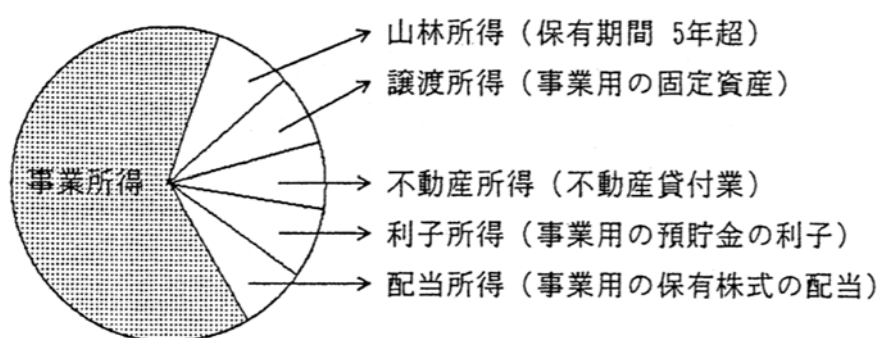 山林所得（保有期間 5年超）
譲渡所得（事業用の固定資産）
事業所得
不動産所得（不動産貸付業）
利子所得（事業用の預貯金の利子）
配当所得（事業用の保有株式の配当）